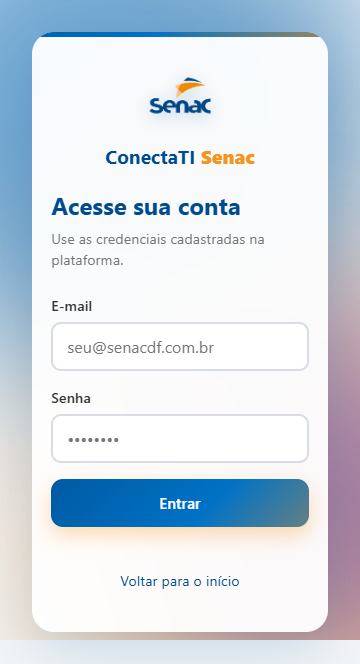 Senac
ConectaTI Senac
Acesse sua conta
Use as credenciais cadastradas na
plataforma.
E-mail
seu@senacdf.com.br
Senha
••••••••
Entrar
Voltar para o início